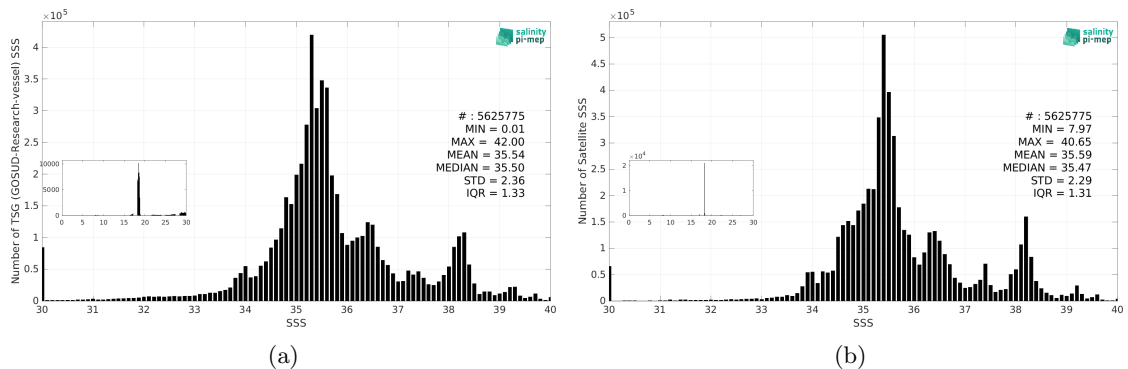 ×10⁵
4
3.5
3
2.5
2
1.5
1
0.5
0
Number of TSG (GOSUD-Research-vessel) SSS
salinity
pi-mep
# : 5625775
MIN = 0.01
MAX = 42.00
MEAN = 35.54
MEDIAN = 35.50
STD = 2.36
IQR = 1.33
10000
5000
0
0 5 10 15 20 25 30
30 31 32 33 34 35 36 37 38 39 40
SSS
(a)
×10⁵
5
4.5
4
3.5
3
2.5
2
1.5
1
0.5
0
Number of Satellite SSS
salinity
pi-mep
# : 5625775
MIN = 7.97
MAX = 40.65
MEAN = 35.59
MEDIAN = 35.47
STD = 2.29
IQR = 1.31
×10⁴
2
1
0
0 5 10 15 20 25 30
30 31 32 33 34 35 36 37 38 39 40
SSS
(b)